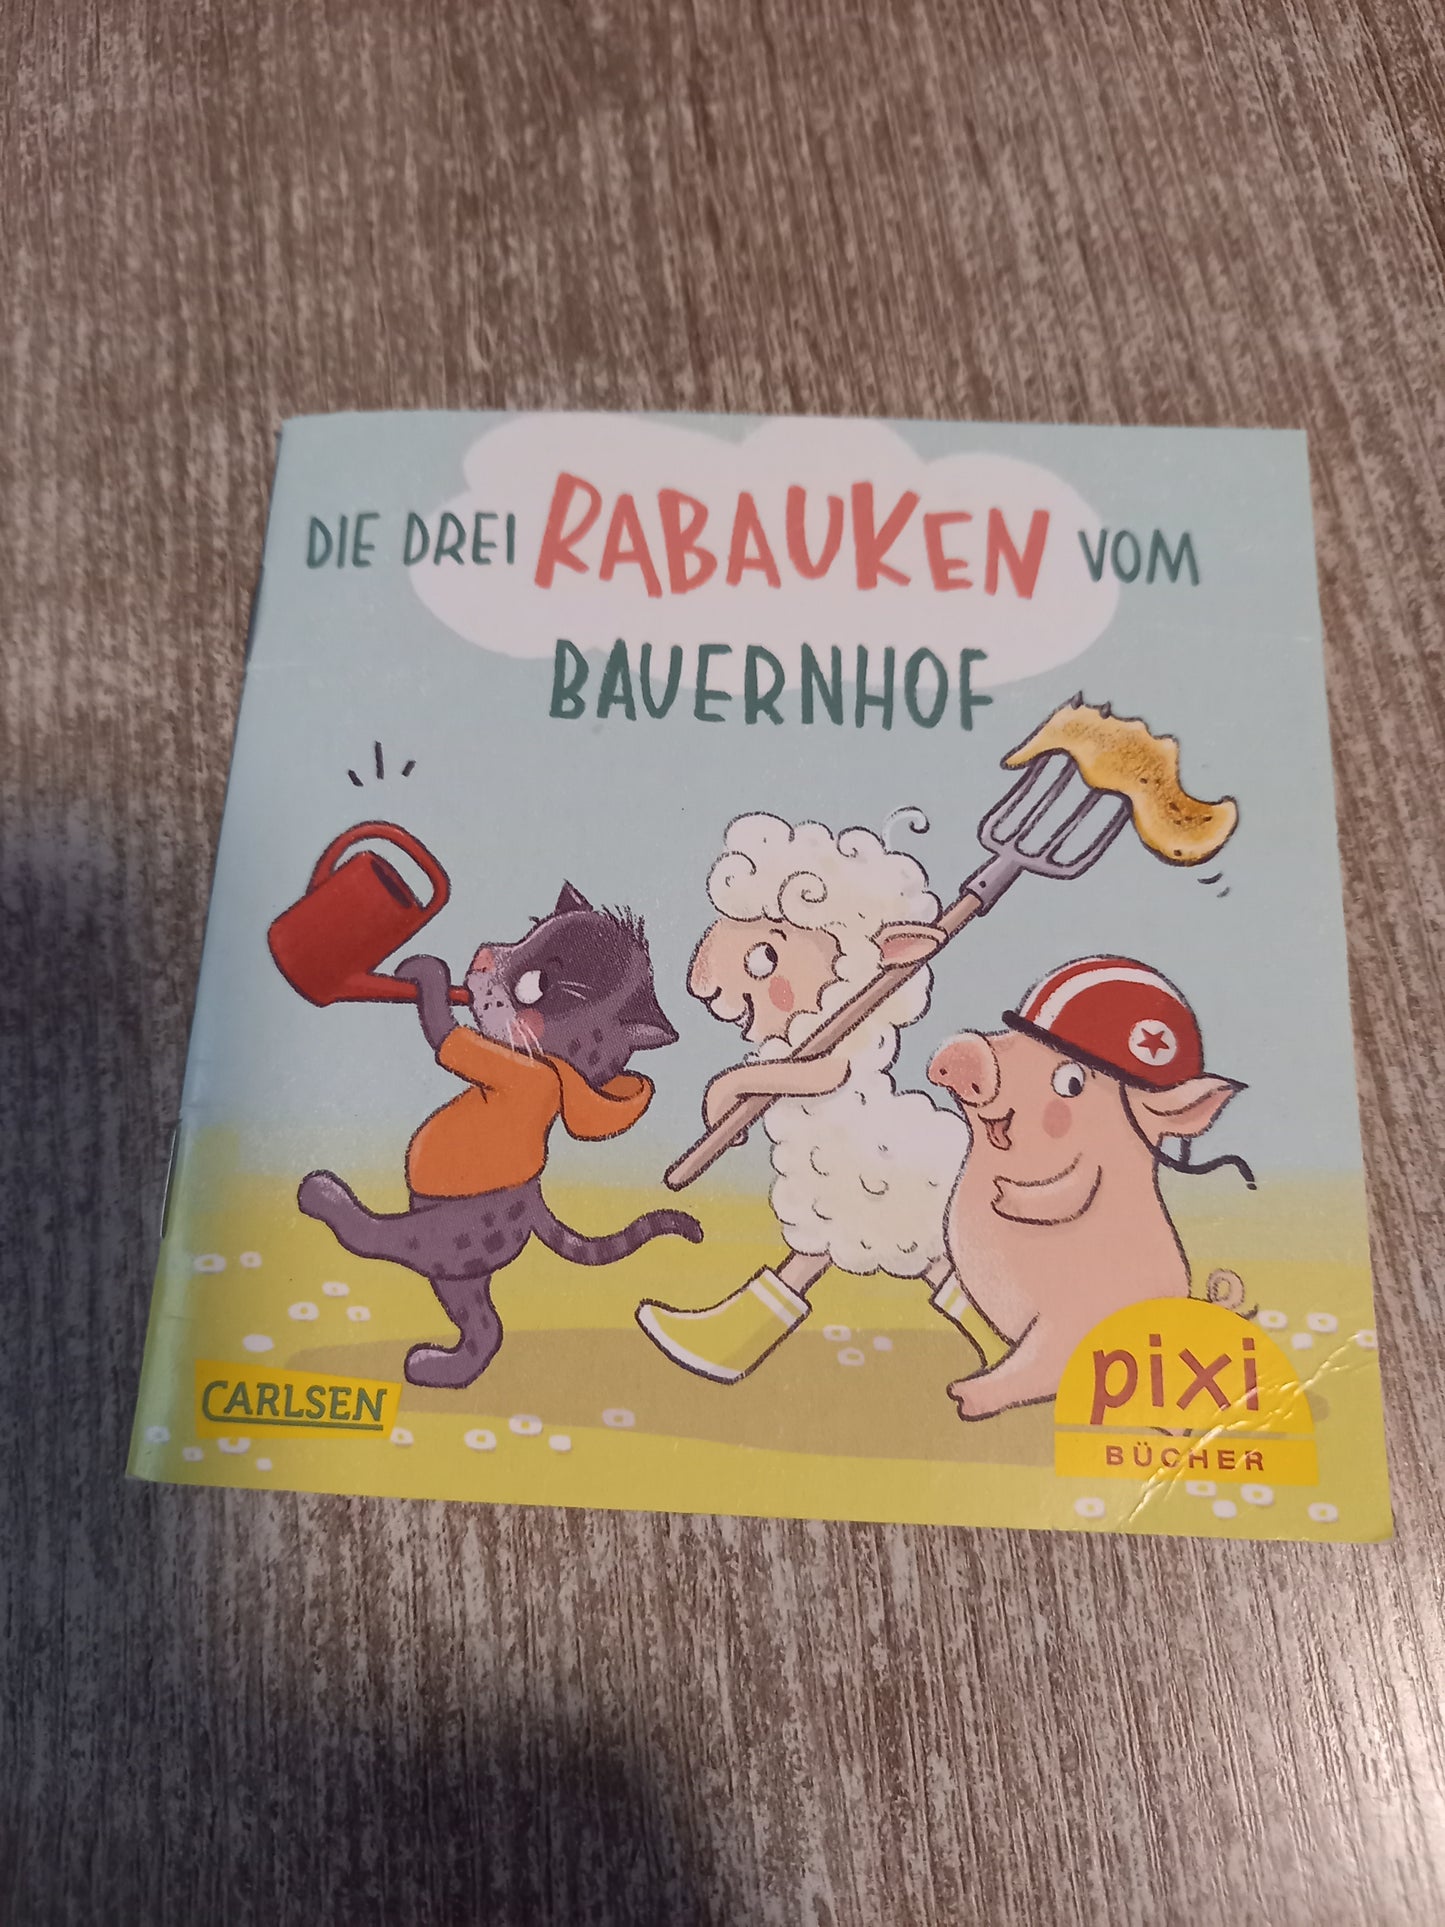 DIE DREI RABAUKEN VOM
BAUERNHOF
CARLSEN
pixi
BÜCHER